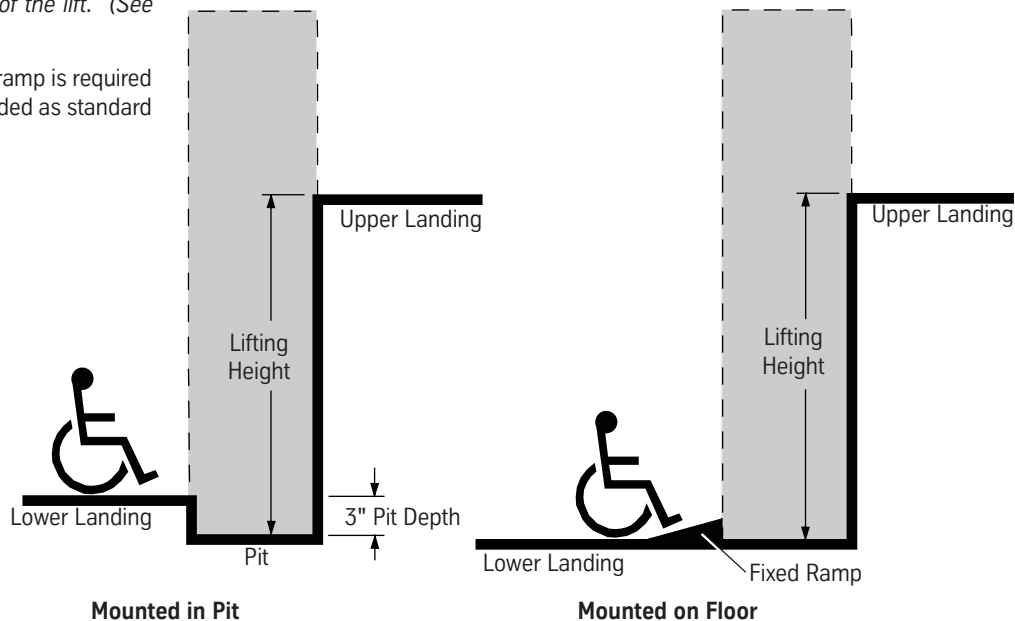 of the lift. (See
ramp is required
ded as standard
Upper Landing
Lifting
Height
Lower Landing
3" Pit Depth
Pit
Mounted in Pit
Upper Landing
Lifting
Height
Lower Landing
Fixed Ramp
Mounted on Floor